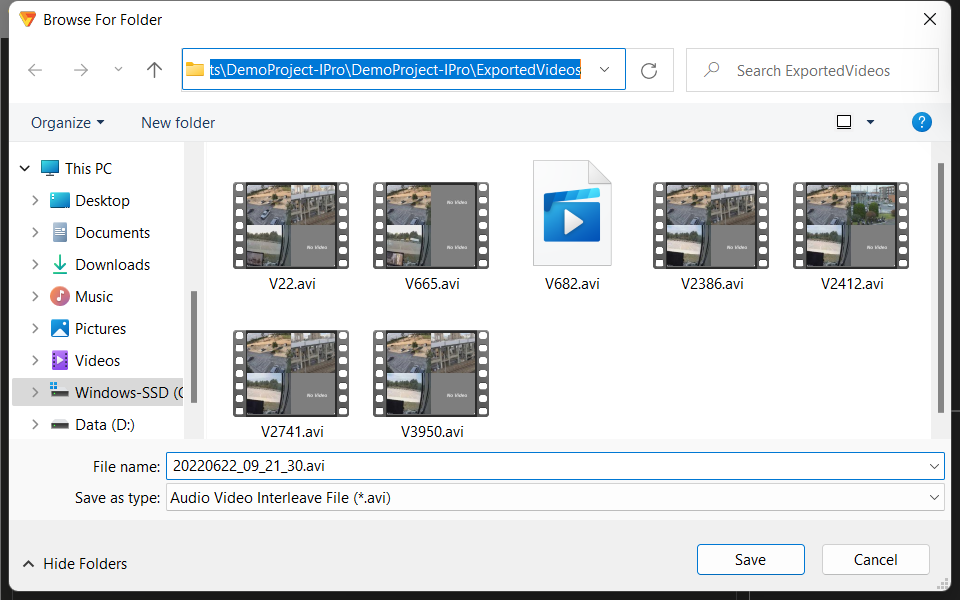 Browse For Folder
ts\DemoProject-IPro\DemoProject-IPro\ExportedVideos
Search ExportedVideos
Organize
New folder
?
This PC
Desktop
Documents
Downloads
Music
Pictures
Videos
Windows-SSD (C
Data (D:)
No Video
No Video
No Video
No Video
No Video
V22.avi
V665.avi
V682.avi
V2386.avi
V2412.avi
No Video
No Video
V2741.avi
V3950.avi
File name: 20220622_09_21_30.avi
Save as type: Audio Video Interleave File (*.avi)
Hide Folders
Save
Cancel